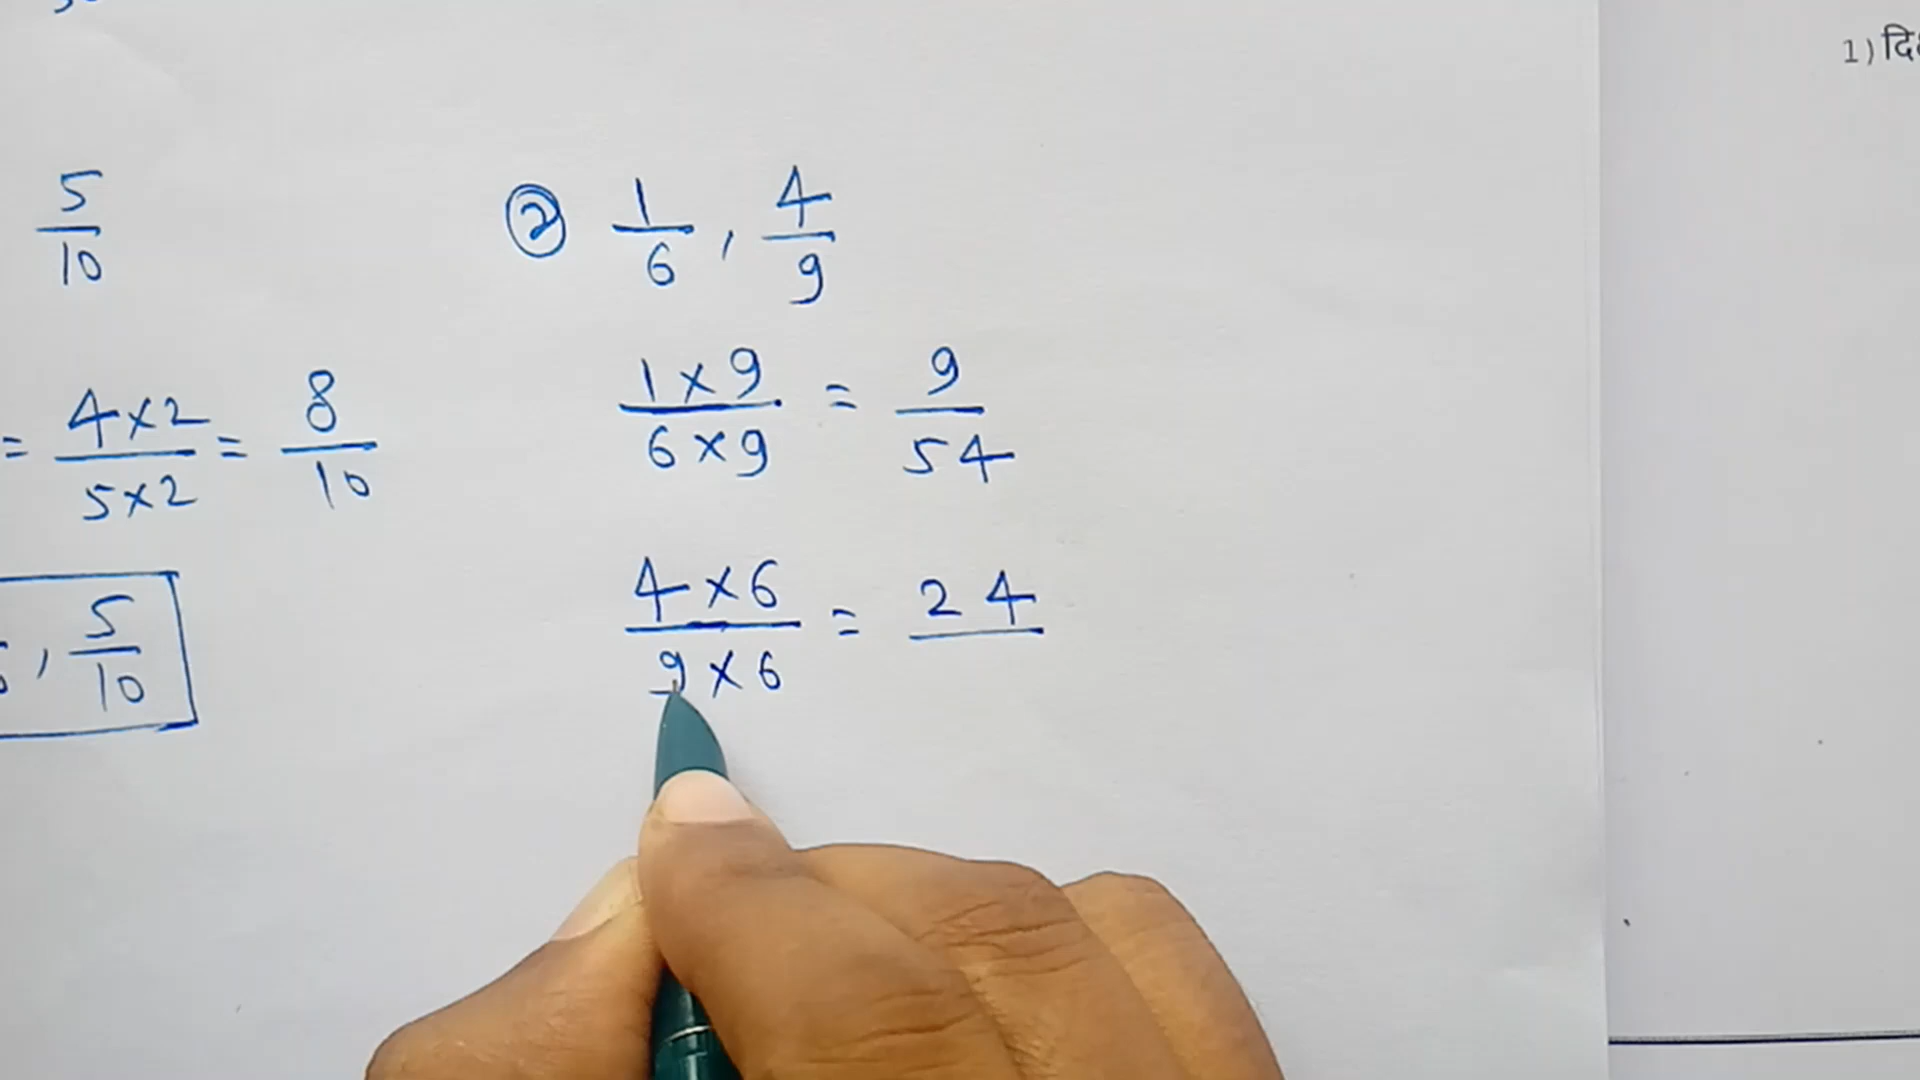 5/10
② 1/6 , 4/9
= 4×2/5×2 = 8/10
1×9/6×9 = 9/54
, 5/10
4×6/9×6 = 24
1)